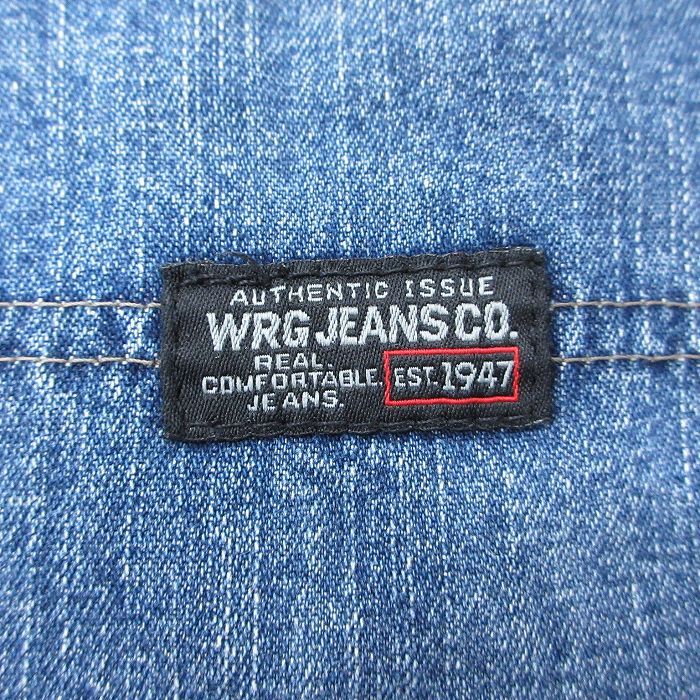 AUTHENTIC ISSUE
WRG JEANS CO.
REAL.
COMFORTABLE.
JEANS.
EST. 1947